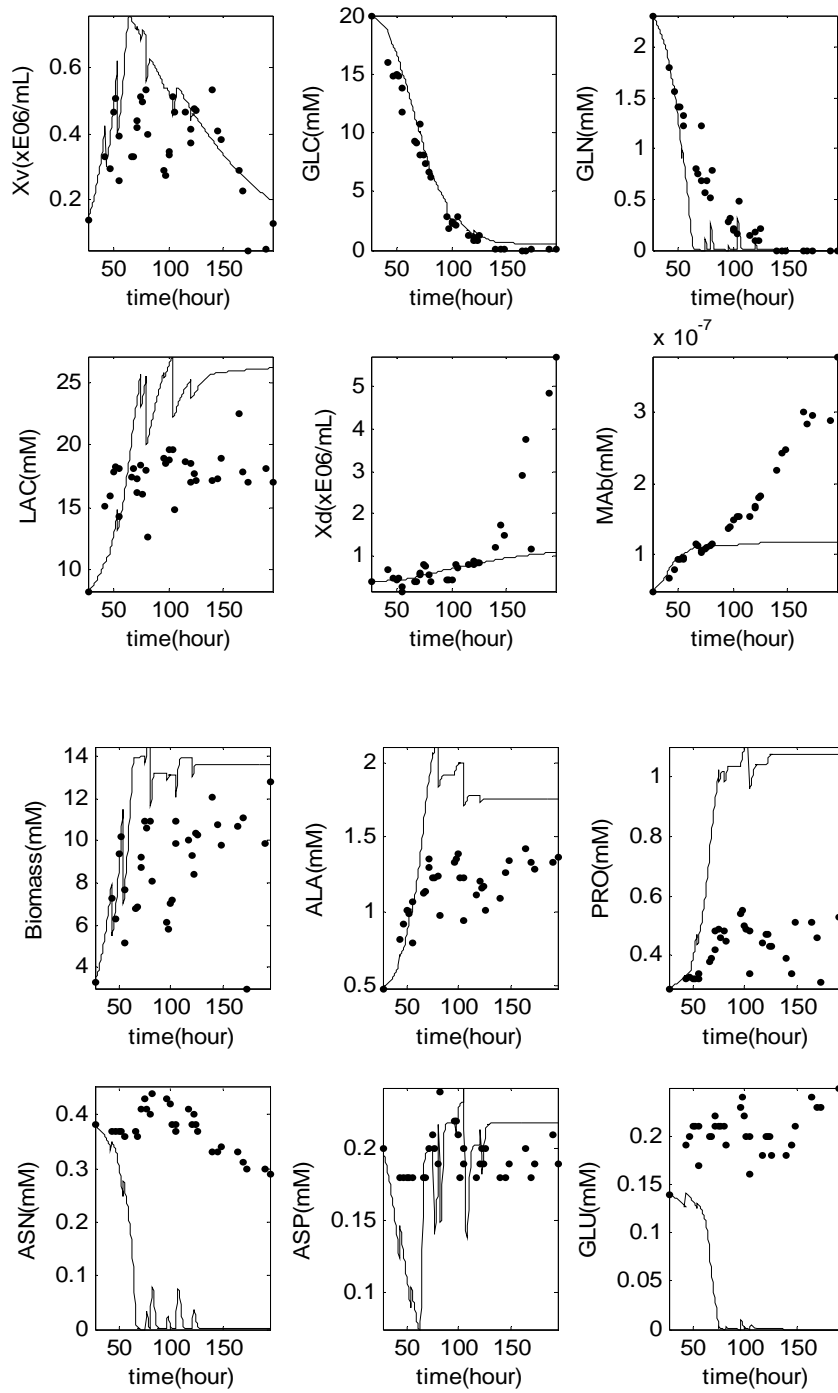 Xv(xE06/mL)
0.6
0.4
0.2
50 100 150
time(hour)
GLC(mM)
20
15
10
5
0
50 100 150
time(hour)
GLN(mM)
2
1.5
1
0.5
0
50 100 150
time(hour)
LAC(mM)
25
20
15
10
50 100 150
time(hour)
Xd(xE06/mL)
5
4
3
2
1
50 100 150
time(hour)
x 10-7
MAb(mM)
3
2
1
50 100 150
time(hour)
Biomass(mM)
14
12
10
8
6
4
50 100 150
time(hour)
ALA(mM)
2
1.5
1
0.5
50 100 150
time(hour)
PRO(mM)
1
0.8
0.6
0.4
50 100 150
time(hour)
ASN(mM)
0.4
0.3
0.2
0.1
0
50 100 150
time(hour)
ASP(mM)
0.2
0.15
0.1
50 100 150
time(hour)
GLU(mM)
0.25
0.2
0.15
0.1
0.05
0
50 100 150
time(hour)